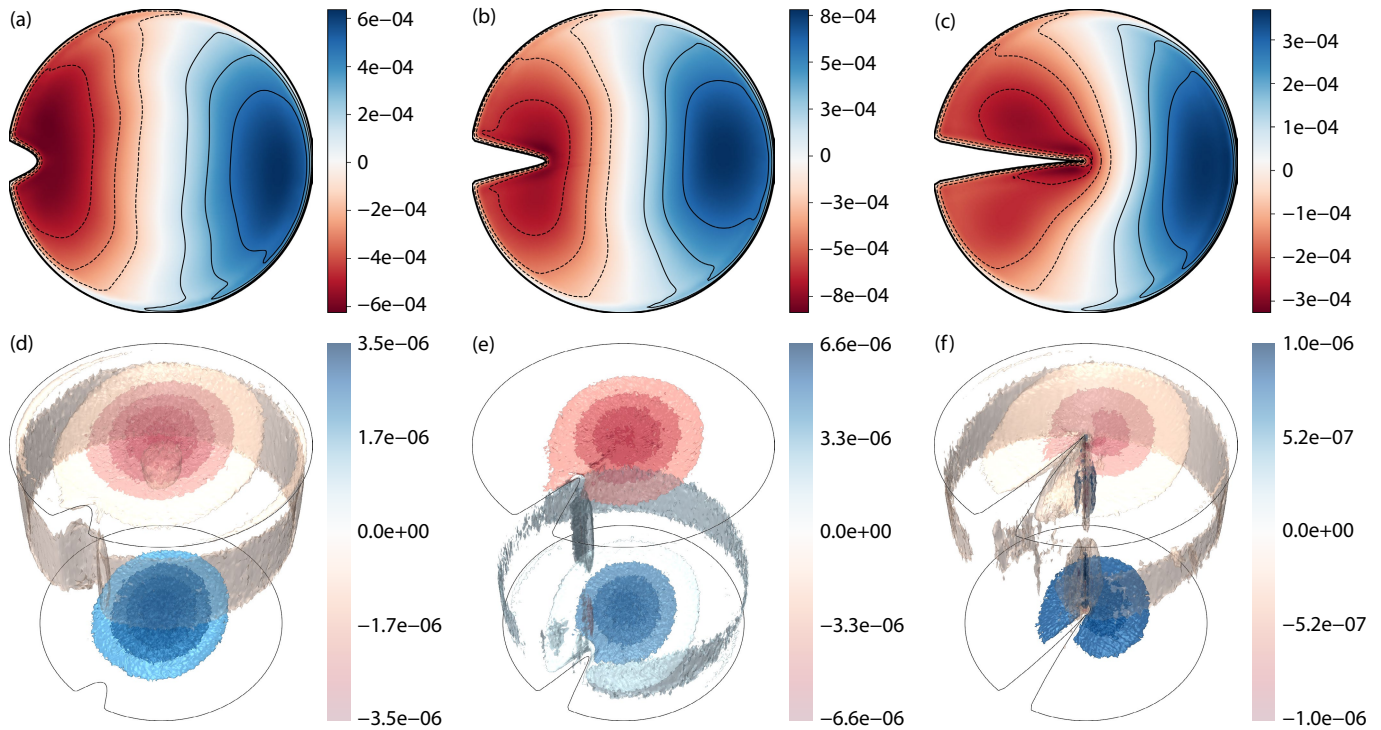 (a)
6e−04
4e−04
2e−04
0
−2e−04
−4e−04
−6e−04
(b)
8e−04
5e−04
3e−04
0
−3e−04
−5e−04
−8e−04
(c)
3e−04
2e−04
1e−04
0
−1e−04
−2e−04
−3e−04
(d)
3.5e−06
1.7e−06
0.0e+00
−1.7e−06
−3.5e−06
(e)
6.6e−06
3.3e−06
0.0e+00
−3.3e−06
−6.6e−06
(f)
1.0e−06
5.2e−07
0.0e+00
−5.2e−07
−1.0e−06